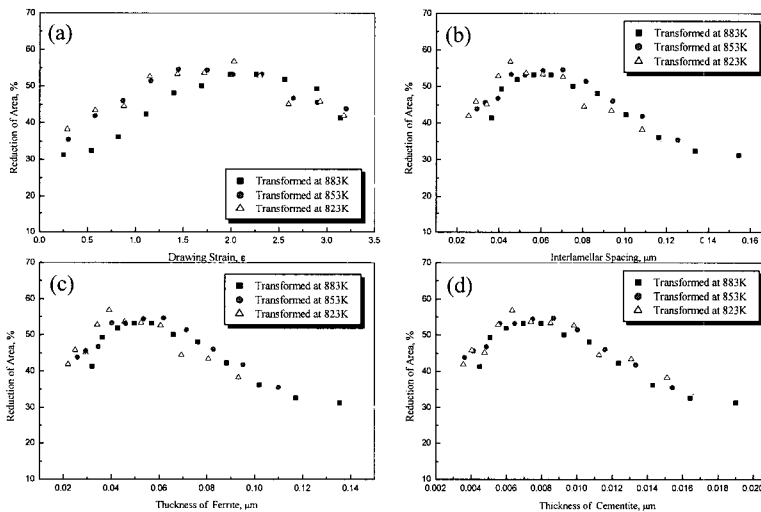 (a)
Reduction of Area, %
70
60
50
40
30
20
10
0.0 0.5 1.0 1.5 2.0 2.5 3.0 3.5
Drawing Strain, ε
Transformed at 883K
Transformed at 853K
Transformed at 823K
(b)
Reduction of Area, %
70
60
50
40
30
20
10
0.02 0.04 0.06 0.08 0.10 0.12 0.14 0.16
Interlamellar Spacing, μm
Transformed at 883K
Transformed at 853K
Transformed at 823K
(c)
Reduction of Area, %
70
60
50
40
30
20
10
0.02 0.04 0.06 0.08 0.10 0.12 0.14
Thickness of Ferrite, μm
Transformed at 883K
Transformed at 853K
Transformed at 823K
(d)
Reduction of Area, %
70
60
50
40
30
20
10
0.002 0.004 0.006 0.008 0.010 0.012 0.014 0.016 0.018 0.020
Thickness of Cementite, μm
Transformed at 883K
Transformed at 853K
Transformed at 823K